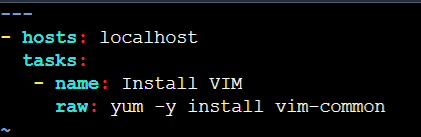 ---
- hosts: localhost
  tasks:
   - name: Install VIM
     raw: yum -y install vim-common
~